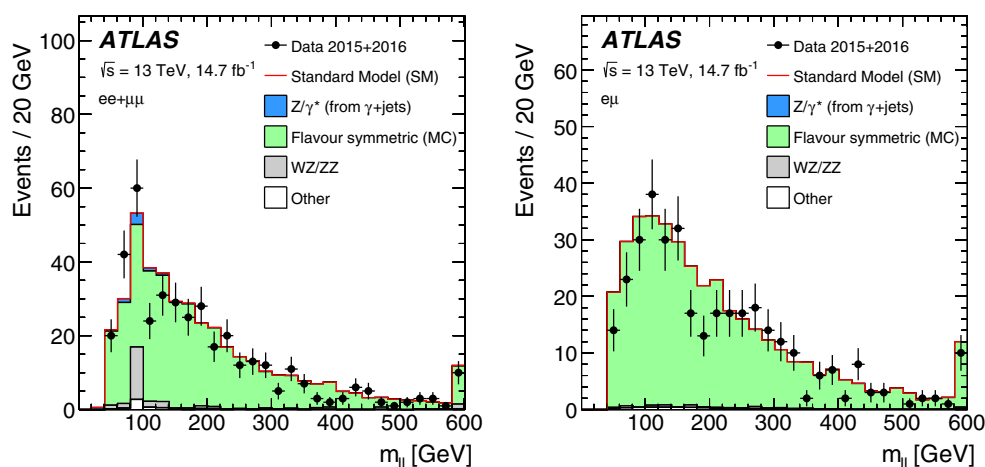 ATLAS
√s = 13 TeV, 14.7 fb⁻¹
ee+μμ
Data 2015+2016
Standard Model (SM)
Z/γ* (from γ+jets)
Flavour symmetric (MC)
WZ/ZZ
Other
Events / 20 GeV
100
80
60
40
20
0
100 200 300 400 500 600
m_ll [GeV]
ATLAS
√s = 13 TeV, 14.7 fb⁻¹
eμ
Data 2015+2016
Standard Model (SM)
Z/γ* (from γ+jets)
Flavour symmetric (MC)
WZ/ZZ
Other
Events / 20 GeV
60
50
40
30
20
10
0
100 200 300 400 500 600
m_ll [GeV]